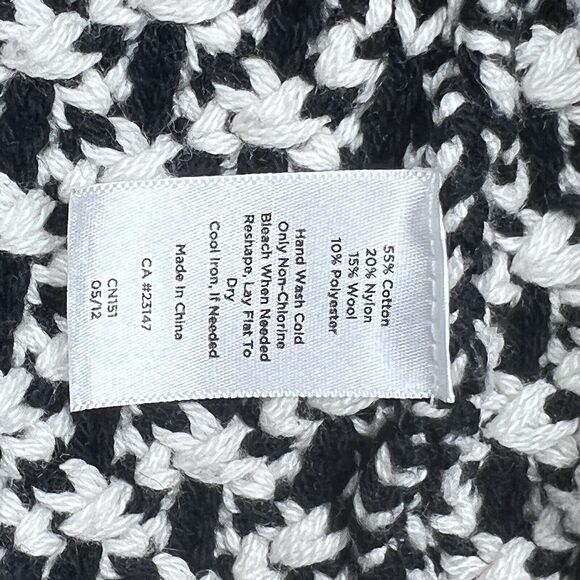 55% Cotton
20% Nylon
15% Wool
10% Polyester
Hand Wash Cold
Only Non-Chlorine
Bleach When Needed
Reshape, Lay Flat To
Dry
Cool Iron, If Needed
Made In China
CA #23147
CN151
05/12